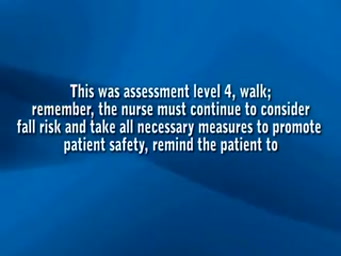 This was assessment level 4, walk;
remember, the nurse must continue to consider
fall risk and take all necessary measures to promote
patient safety, remind the patient to